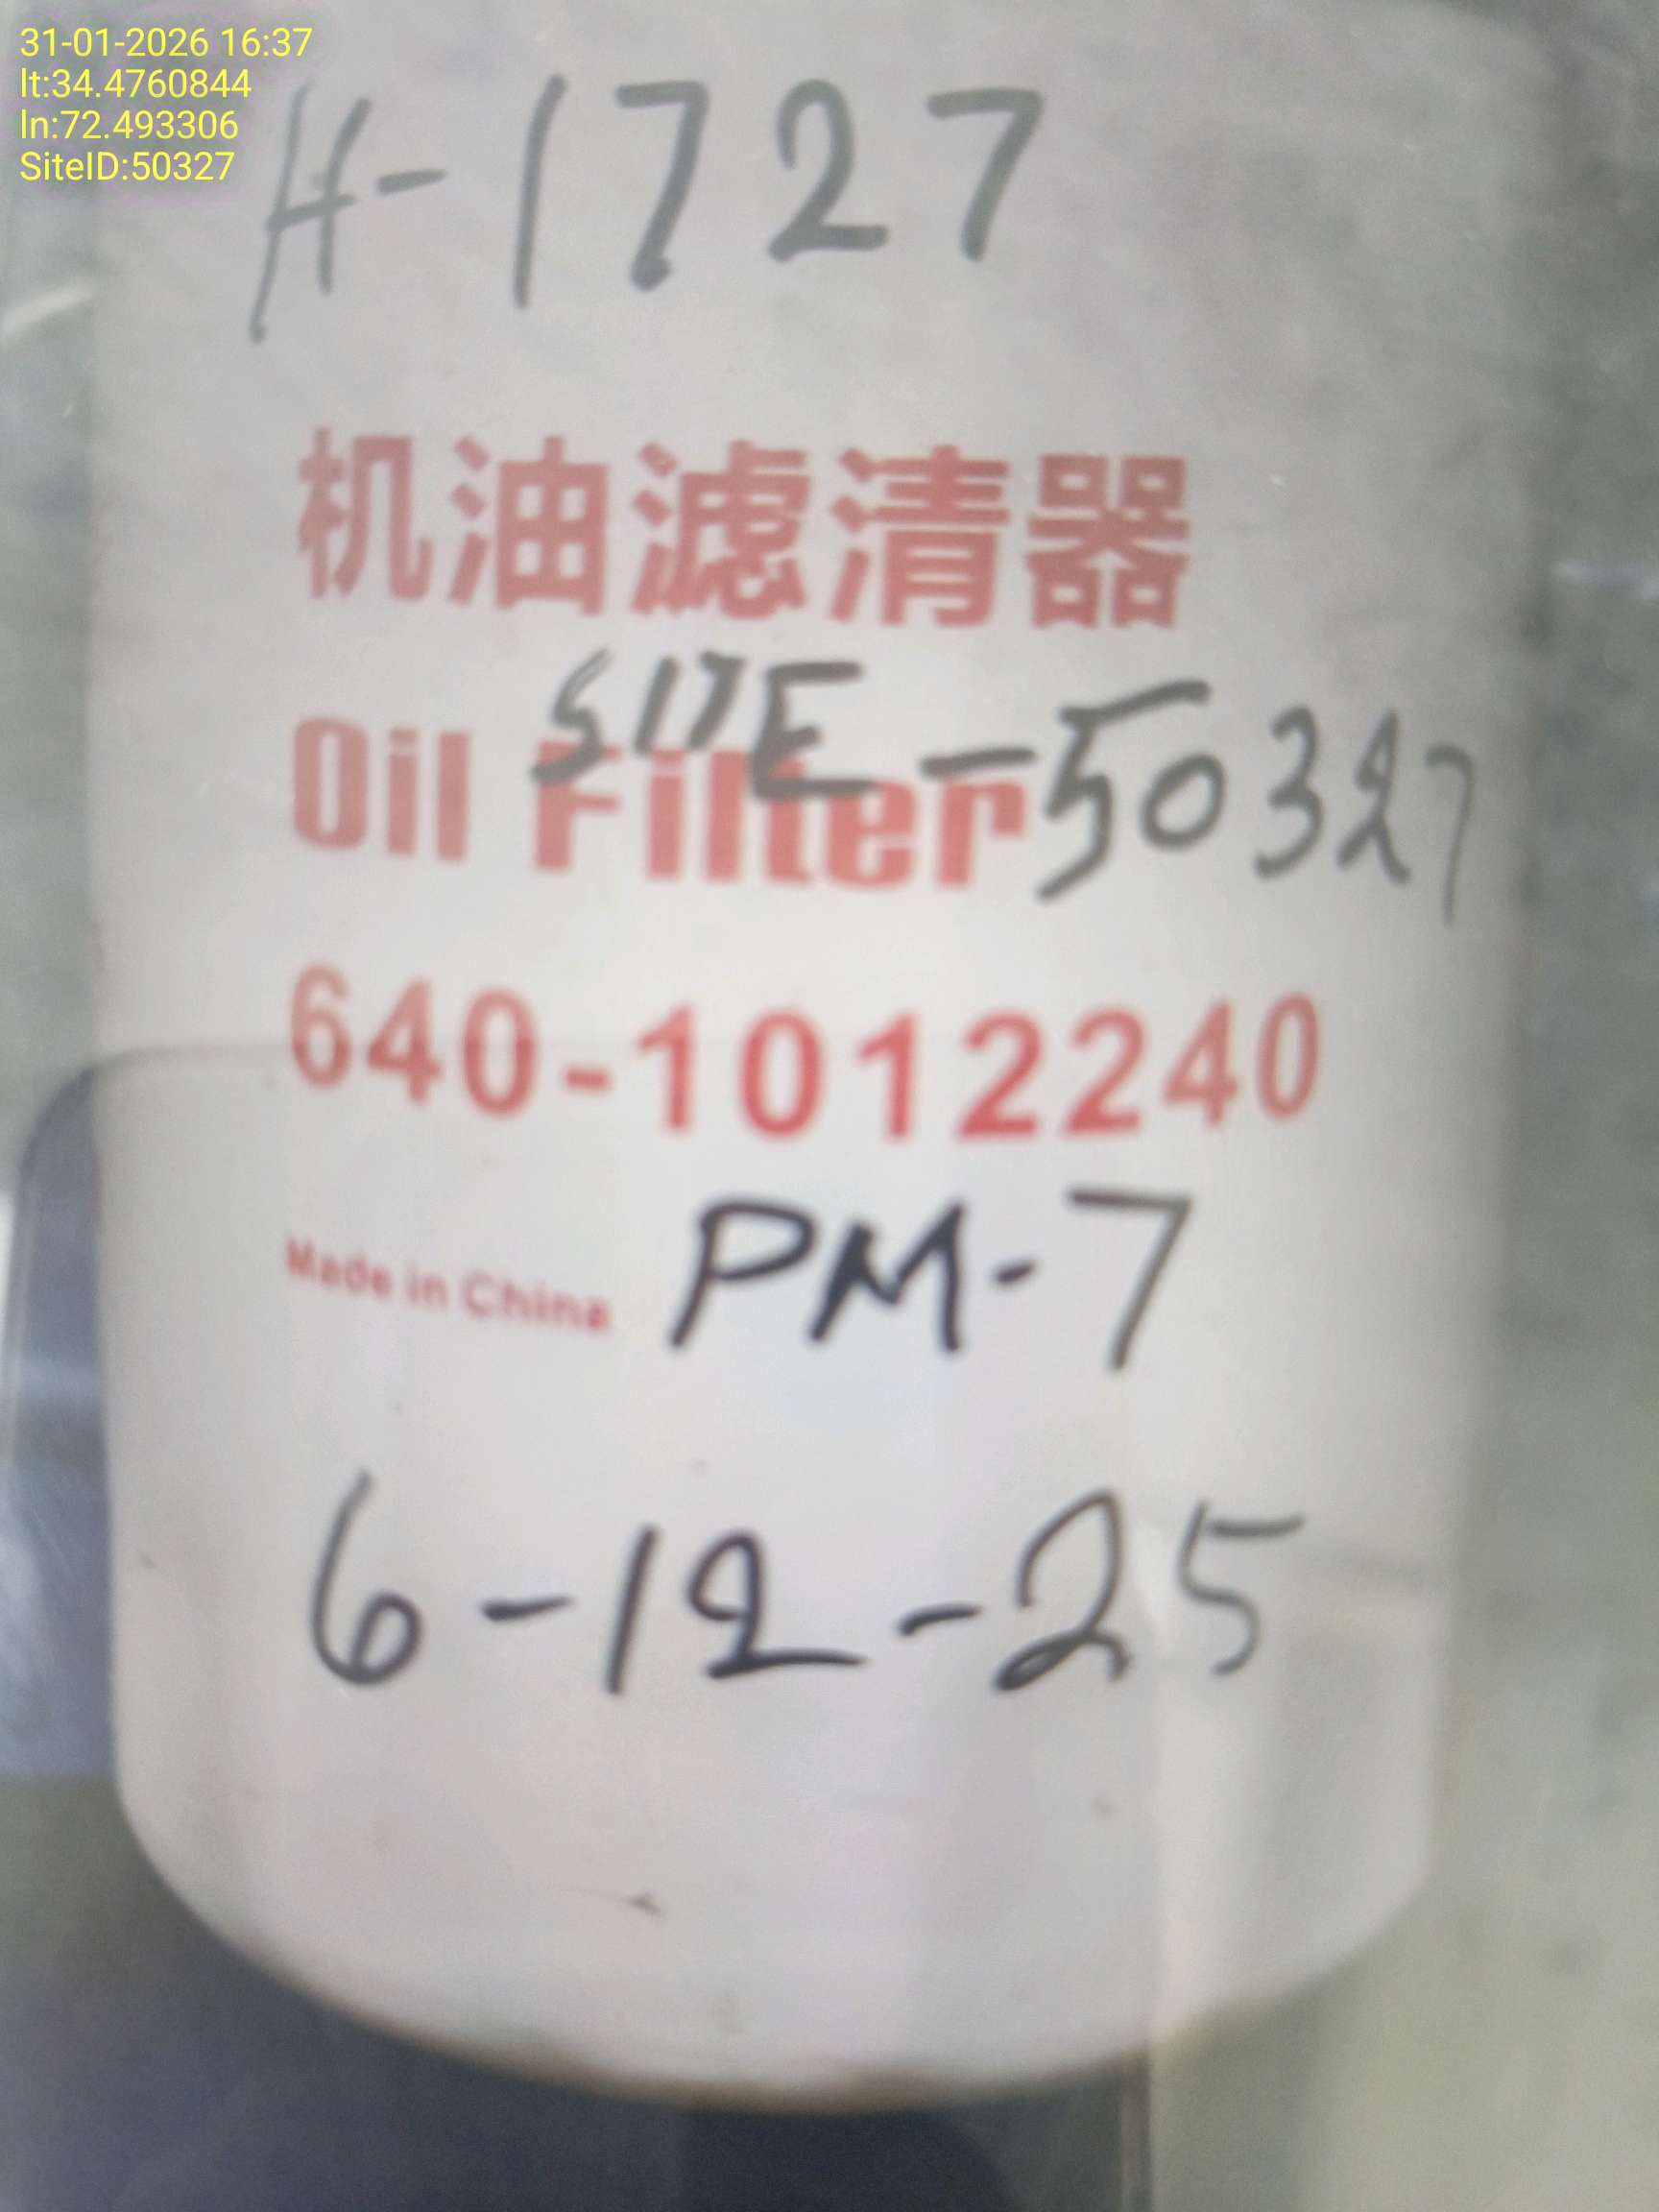 31-01-2026 16:37
lt:34.4760844
ln:72.493306
SiteID:50327
H-1727
机油滤清器
SITE-50327
Oil Filter
640-1012240
Made in China
PM-7
6-12-25